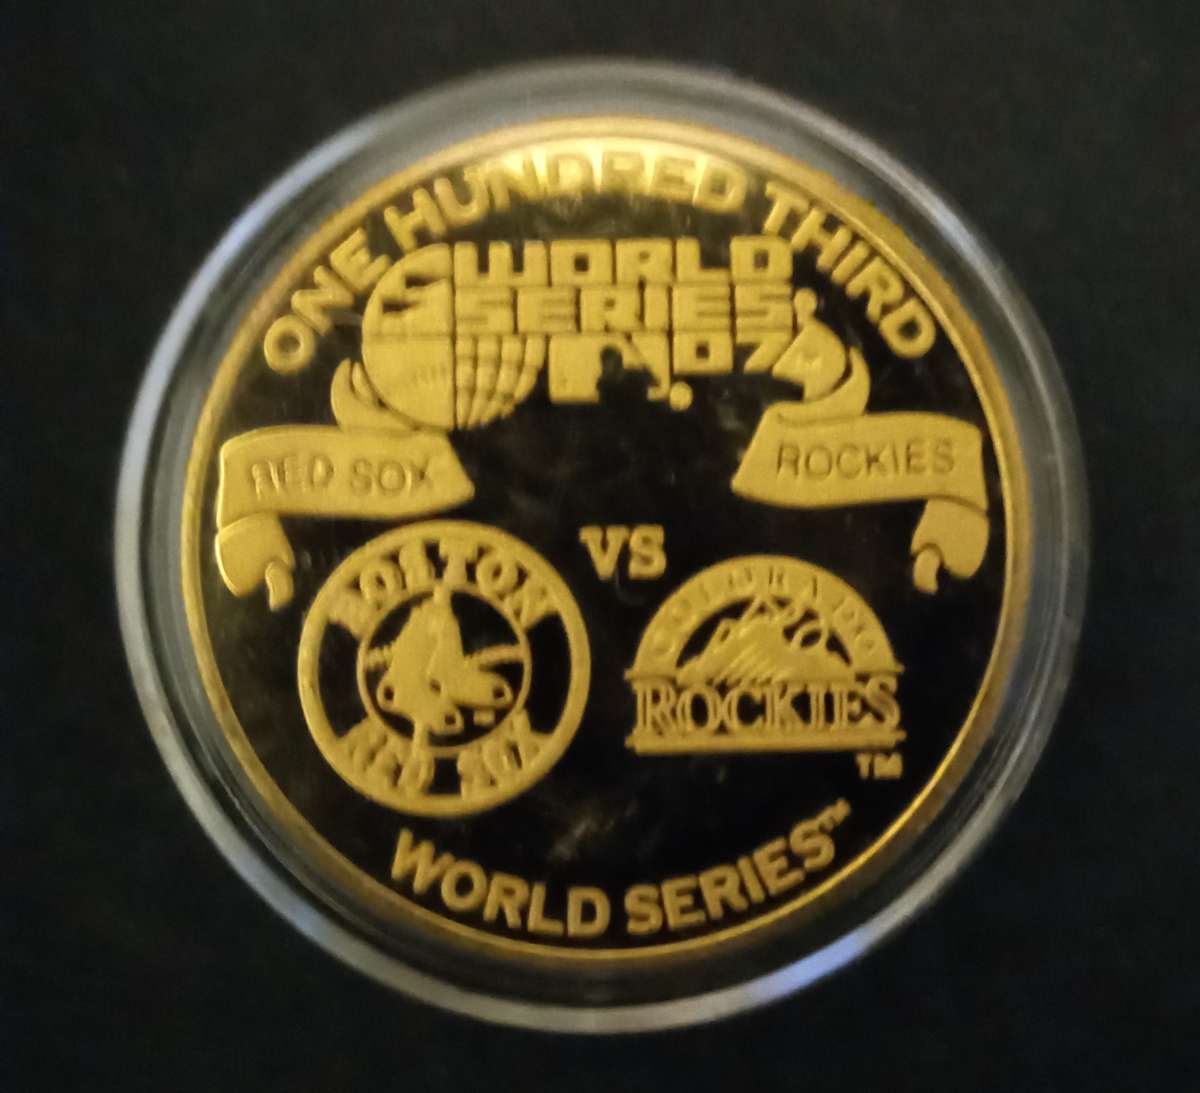 ONE HUNDRED THIRD
WORLD
SERIES
07
RED SOX
ROCKIES
VS
BOSTON
RED SOX
COLORADO
ROCKIES
TM
WORLD SERIES™